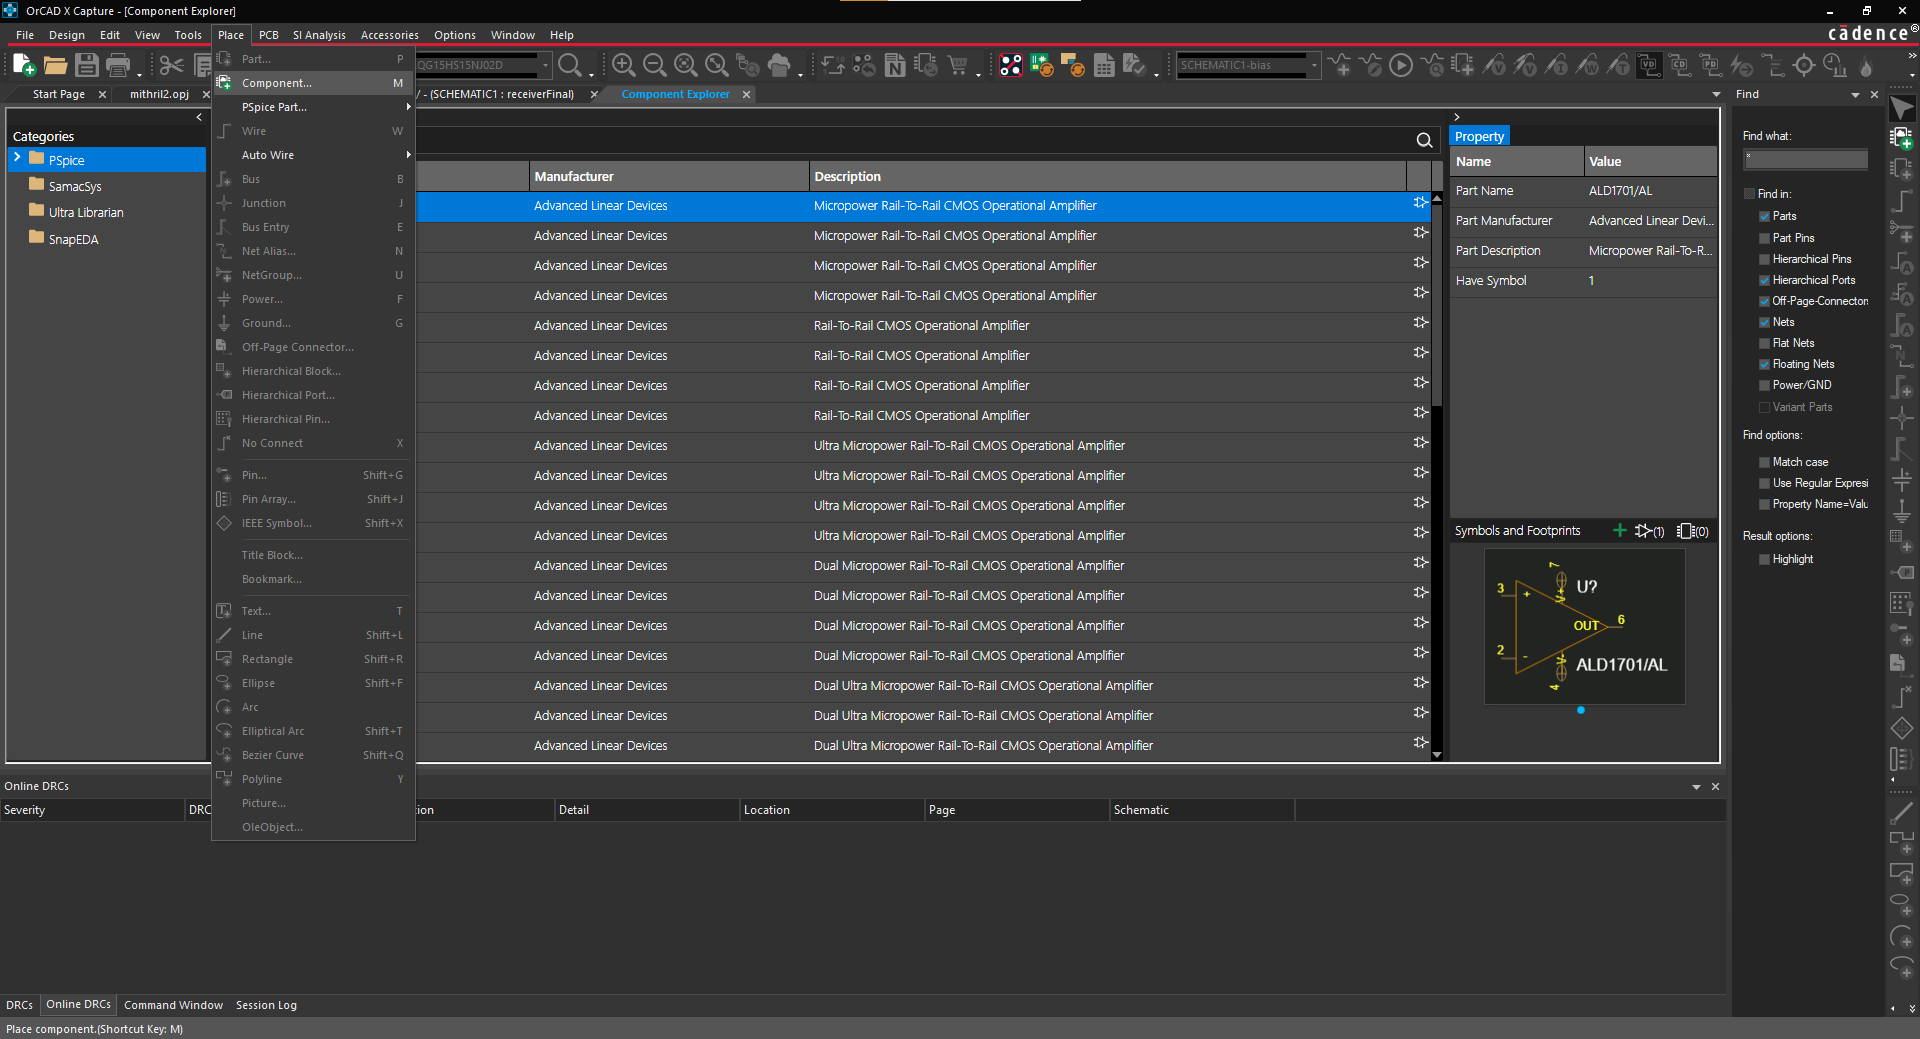 OrCAD X Capture - [Component Explorer]
File Design Edit View Tools Place PCB SI Analysis Accessories Options Window Help
cādence®
QG15HS15NJ02D
SCHEMATIC1-bias
Start Page
mithril2.opj
/ - (SCHEMATIC1 : receiverFinal)
Component Explorer
Part... P
Component... M
PSpice Part...
Wire W
Auto Wire
Bus B
Junction J
Bus Entry E
Net Alias... N
NetGroup... U
Power... F
Ground... G
Off-Page Connector...
Hierarchical Block...
Hierarchical Port...
Hierarchical Pin...
No Connect X
Pin... Shift+G
Pin Array... Shift+J
IEEE Symbol... Shift+X
Title Block...
Bookmark...
Text... T
Line Shift+L
Rectangle Shift+R
Ellipse Shift+F
Arc
Elliptical Arc Shift+T
Bezier Curve Shift+Q
Polyline Y
Picture...
OleObject...
Categories
PSpice
SamacSys
Ultra Librarian
SnapEDA
Manufacturer Description
Advanced Linear Devices Micropower Rail-To-Rail CMOS Operational Amplifier
Advanced Linear Devices Micropower Rail-To-Rail CMOS Operational Amplifier
Advanced Linear Devices Micropower Rail-To-Rail CMOS Operational Amplifier
Advanced Linear Devices Micropower Rail-To-Rail CMOS Operational Amplifier
Advanced Linear Devices Rail-To-Rail CMOS Operational Amplifier
Advanced Linear Devices Rail-To-Rail CMOS Operational Amplifier
Advanced Linear Devices Rail-To-Rail CMOS Operational Amplifier
Advanced Linear Devices Rail-To-Rail CMOS Operational Amplifier
Advanced Linear Devices Ultra Micropower Rail-To-Rail CMOS Operational Amplifier
Advanced Linear Devices Ultra Micropower Rail-To-Rail CMOS Operational Amplifier
Advanced Linear Devices Ultra Micropower Rail-To-Rail CMOS Operational Amplifier
Advanced Linear Devices Ultra Micropower Rail-To-Rail CMOS Operational Amplifier
Advanced Linear Devices Dual Micropower Rail-To-Rail CMOS Operational Amplifier
Advanced Linear Devices Dual Micropower Rail-To-Rail CMOS Operational Amplifier
Advanced Linear Devices Dual Micropower Rail-To-Rail CMOS Operational Amplifier
Advanced Linear Devices Dual Micropower Rail-To-Rail CMOS Operational Amplifier
Advanced Linear Devices Dual Ultra Micropower Rail-To-Rail CMOS Operational Amplifier
Advanced Linear Devices Dual Ultra Micropower Rail-To-Rail CMOS Operational Amplifier
Advanced Linear Devices Dual Ultra Micropower Rail-To-Rail CMOS Operational Amplifier
Property
Name Value
Part Name ALD1701/AL
Part Manufacturer Advanced Linear Devi...
Part Description Micropower Rail-To-R...
Have Symbol 1
Symbols and Footprints (1) (0)
7
3 + V+ U?
OUT 6
2 - V-
ALD1701/AL
4
Find
Find what:
*
Find in:
Parts
Part Pins
Hierarchical Pins
Hierarchical Ports
Off-Page-Connectors
Nets
Flat Nets
Floating Nets
Power/GND
Variant Parts
Find options:
Match case
Use Regular Expresi
Property Name=Valu
Result options:
Highlight
Online DRCs
Severity DRC tion Detail Location Page Schematic
DRCs Online DRCs Command Window Session Log
Place component.(Shortcut Key: M)